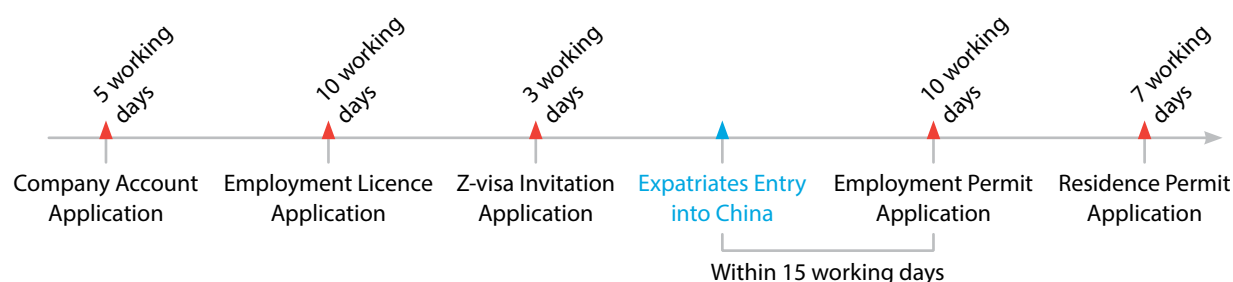 5 working
days
10 working
days
3 working
days
10 working
days
7 working
days
Company Account
Application
Employment Licence
Application
Z-visa Invitation
Application
Expatriates Entry
into China
Employment Permit
Application
Residence Permit
Application
Within 15 working days